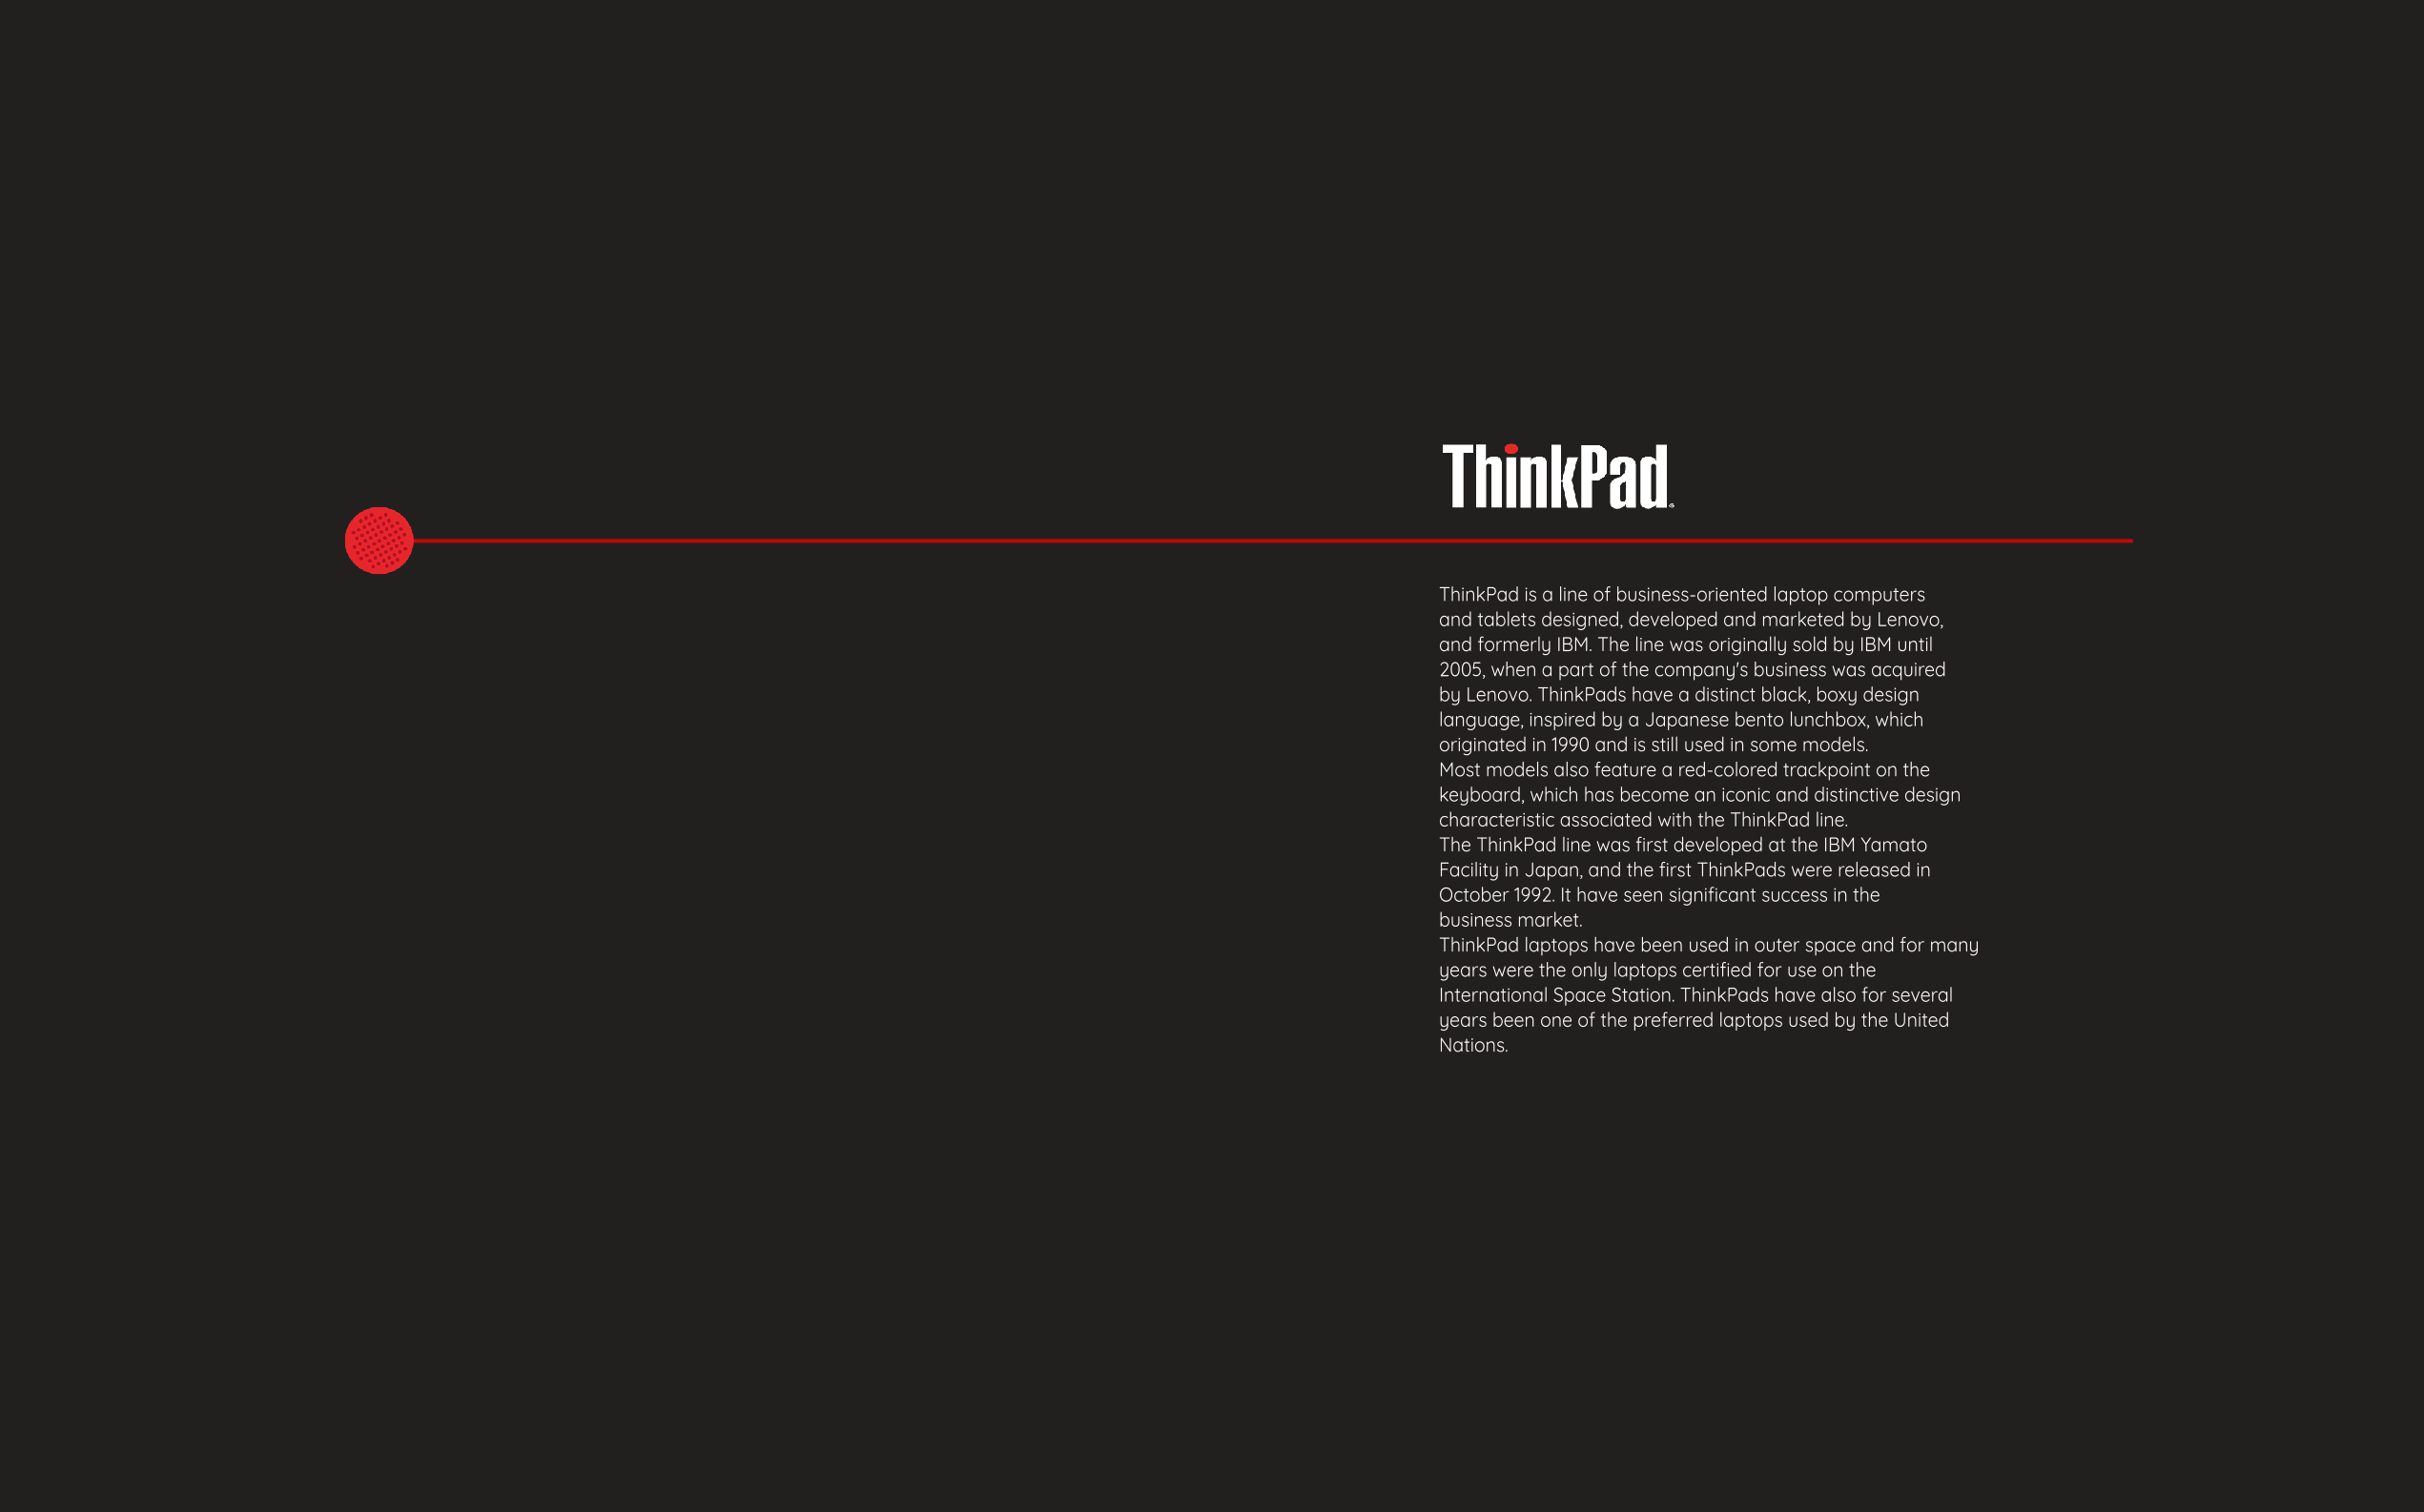 ThinkPad
ThinkPad is a line of business-oriented laptop computers
and tablets designed, developed and marketed by Lenovo,
and formerly IBM. The line was originally sold by IBM until
2005, when a part of the company's business was acquired
by Lenovo. ThinkPads have a distinct black, boxy design
language, inspired by a Japanese bento lunchbox, which
originated in 1990 and is still used in some models.
Most models also feature a red-colored trackpoint on the
keyboard, which has become an iconic and distinctive design
characteristic associated with the ThinkPad line.
The ThinkPad line was first developed at the IBM Yamato
Facility in Japan, and the first ThinkPads were released in
October 1992. It have seen significant success in the
business market.
ThinkPad laptops have been used in outer space and for many
years were the only laptops certified for use on the
International Space Station. ThinkPads have also for several
years been one of the preferred laptops used by the United
Nations.